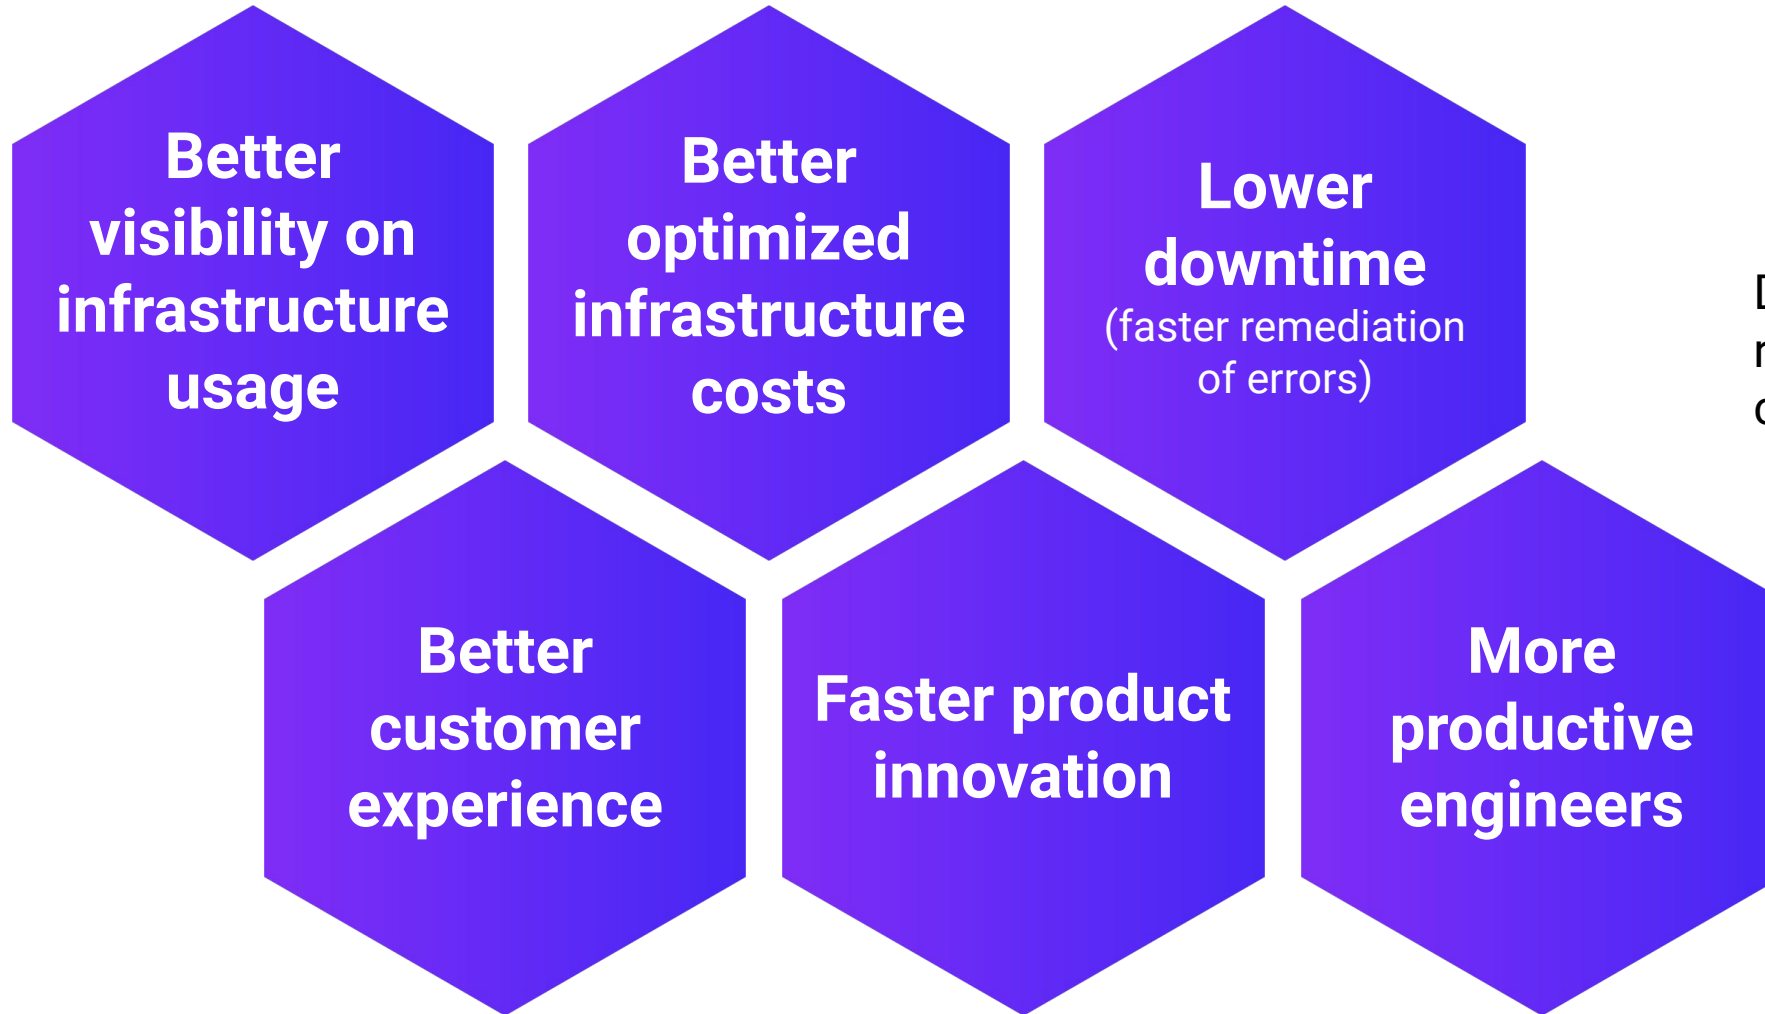 Better
visibility on
infrastructure
usage
Better
optimized
infrastructure
costs
Lower
downtime
(faster remediation
of errors)
Better
customer
experience
Faster product
innovation
More
productive
engineers